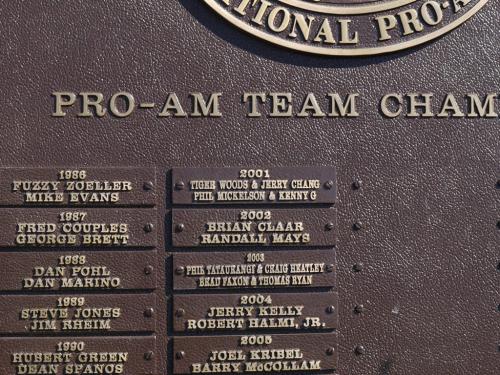 NATIONAL PRO-A
PRO-AM TEAM CHAM
1986
FUZZY ZOELLER
MIKE EVANS
1987
FRED COUPLES
GEORGE BRETT
1988
DAN POHL
DAN MARINO
1989
STEVE JONES
JIM RHEIM
1990
HUBERT GREEN
DEAN SPANOS
2001
TIGER WOODS & JERRY CHANG
PHIL MICKELSON & KENNY G
2002
BRIAN CLAAR
RANDALL MAYS
2003
PHIL TATAURANGI & CRAIG HEATLEY
BRAD FAXON & THOMAS RYAN
2004
JERRY KELLY
ROBERT HALMI, JR.
2005
JOEL KRIBEL
BARRY McCOLLAM